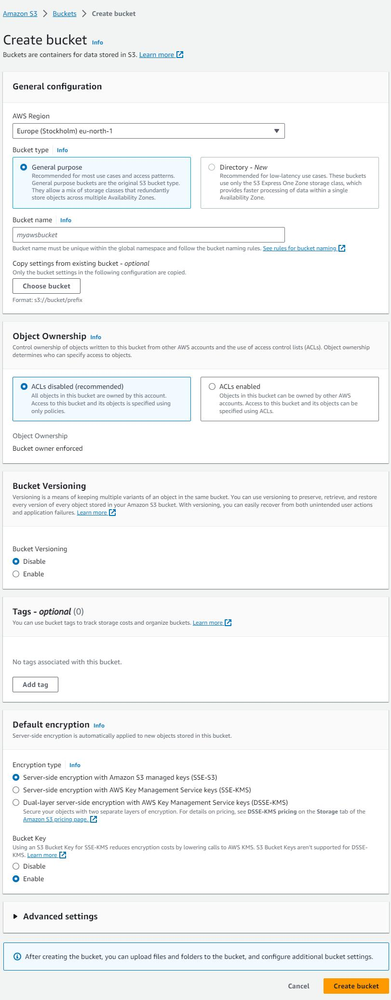 Amazon S3 > Buckets > Create bucket
Create bucket Info
Buckets are containers for data stored in S3. Learn more
General configuration
AWS Region
Europe (Stockholm) eu-north-1
Bucket type Info
General purpose
Recommended for most use cases and access patterns.
General purpose buckets are the original S3 bucket type.
They allow a mix of storage classes that redundantly
store objects across multiple Availability Zones.
Directory - New
Recommended for low-latency use cases. These buckets
use only the S3 Express One Zone storage class, which
provides faster processing of data within a single
Availability Zone.
Bucket name Info
myawsbucket
Bucket name must be unique within the global namespace and follow the bucket naming rules. See rules for bucket naming
Copy settings from existing bucket - optional
Only the bucket settings in the following configuration are copied.
Choose bucket
Format: s3://bucket/prefix
Object Ownership Info
Control ownership of objects written to this bucket from other AWS accounts and the use of access control lists (ACLs). Object ownership
determines who can specify access to objects.
ACLs disabled (recommended)
All objects in this bucket are owned by this account.
Access to this bucket and its objects is specified using
only policies.
ACLs enabled
Objects in this bucket can be owned by other AWS
accounts. Access to this bucket and its objects can be
specified using ACLs.
Object Ownership
Bucket owner enforced
Bucket Versioning
Versioning is a means of keeping multiple variants of an object in the same bucket. You can use versioning to preserve, retrieve, and restore
every version of every object stored in your Amazon S3 bucket. With versioning, you can easily recover from both unintended user actions
and application failures. Learn more
Bucket Versioning
Disable
Enable
Tags - optional (0)
You can use bucket tags to track storage costs and organize buckets. Learn more
No tags associated with this bucket.
Add tag
Default encryption Info
Server-side encryption is automatically applied to new objects stored in this bucket.
Encryption type Info
Server-side encryption with Amazon S3 managed keys (SSE-S3)
Server-side encryption with AWS Key Management Service keys (SSE-KMS)
Dual-layer server-side encryption with AWS Key Management Service keys (DSSE-KMS)
Secure your objects with two separate layers of encryption. For details on pricing, see DSSE-KMS pricing on the Storage tab of the
Amazon S3 pricing page.
Bucket Key
Using an S3 Bucket Key for SSE-KMS reduces encryption costs by lowering calls to AWS KMS. S3 Bucket Keys aren't supported for DSSE-
KMS. Learn more
Disable
Enable
Advanced settings
After creating the bucket, you can upload files and folders to the bucket, and configure additional bucket settings.
Cancel
Create bucket